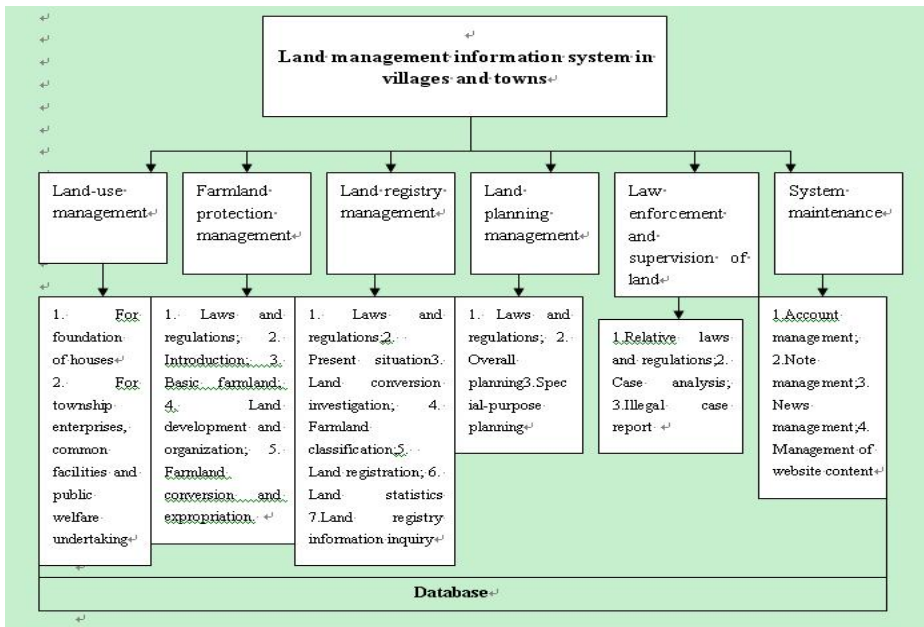 Land management information system in
villages and towns
Land-use
management
Farmland
protection
management
Land registry
management
Land
planning
management
Law
enforcement
and
supervision of
land
System
maintenance
1. For
foundation
of houses
2. For
township
enterprises,
common
facilities and
public
welfare
undertaking
1. Laws and
regulations; 2.
Introduction; 3.
Basic farmland;
4. Land
development and
organization; 5.
Farmland
conversion and
expropriation.
1. Laws and
regulations;2.
Present situation3.
Land conversion
investigation; 4.
Farmland
classification;5.
Land registration; 6.
Land statistics
7.Land registry
information inquiry
1. Laws and
regulations; 2.
Overall
planning3.Spec
ial-purpose
planning
1.Relative laws
and regulations;2.
Case analysis;
3.Illegal case
report
1.Account
management;
2.Note
management;3.
News
management;4.
Management of
website content
Database